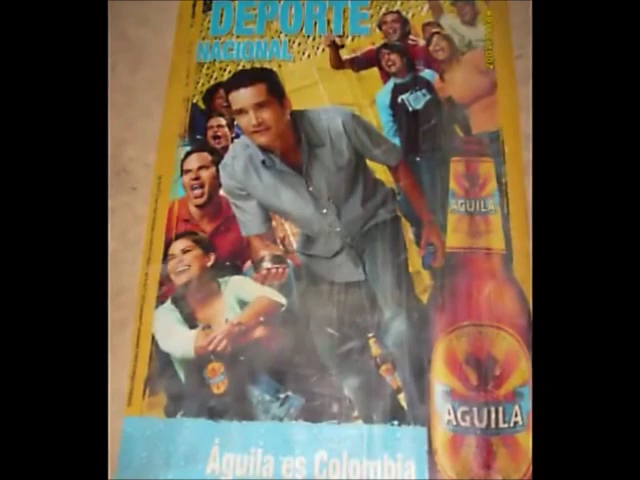 DEPORTE
NACIONAL
AGUILA
AGUILA
Águila es Colombia